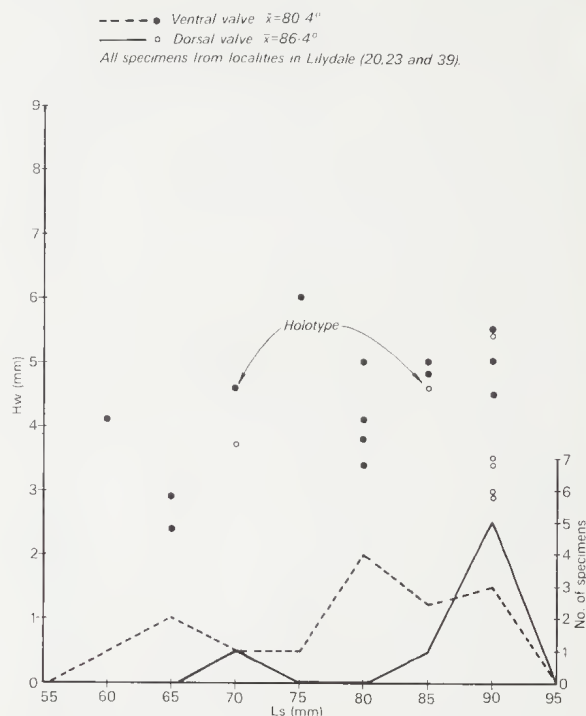 Ventral valve x̄=80·4°
Dorsal valve x̄=86·4°
All specimens from localities in Lilydale (20,23 and 39).
9
8
7
6
5
4
3
2
1
0
Hw (mm)
Holotype
7
6
5
4
3
2
1
0
No. of specimens
55 60 65 70 75 80 85 90 95
Ls (mm)